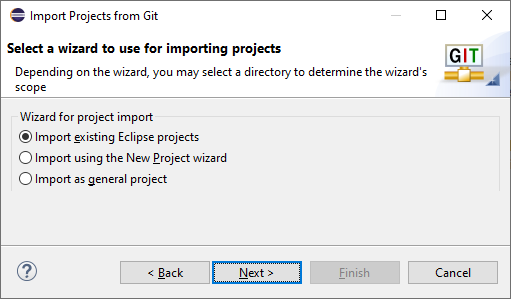 Import Projects from Git
Select a wizard to use for importing projects
Depending on the wizard, you may select a directory to determine the wizard's
scope
GIT
Wizard for project import
Import existing Eclipse projects
Import using the New Project wizard
Import as general project
?
< Back
Next >
Finish
Cancel